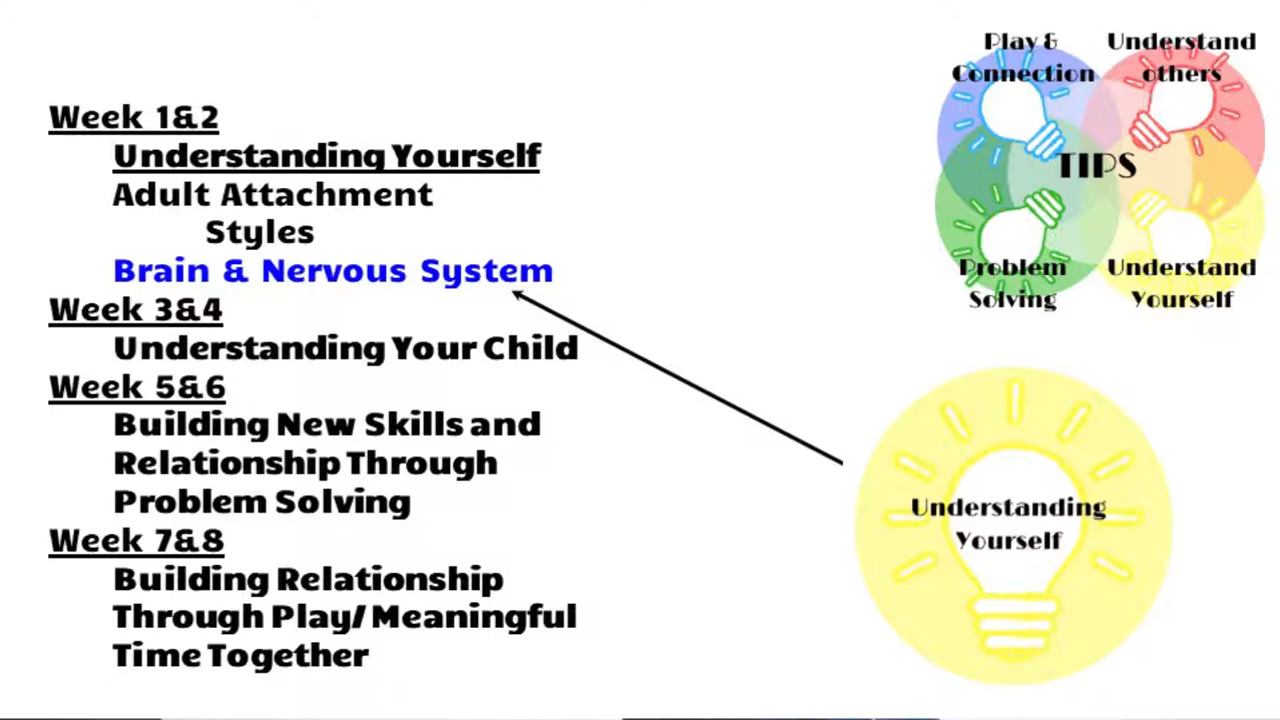 Week 1&2
Understanding Yourself
Adult Attachment
Styles
Brain & Nervous System
Week 3&4
Understanding Your Child
Week 5&6
Building New Skills and
Relationship Through
Problem Solving
Week 7&8
Building Relationship
Through Play/ Meaningful
Time Together
Play &
Connection
Understand
others
TIPS
Problem
Solving
Understand
Yourself
Understanding
Yourself